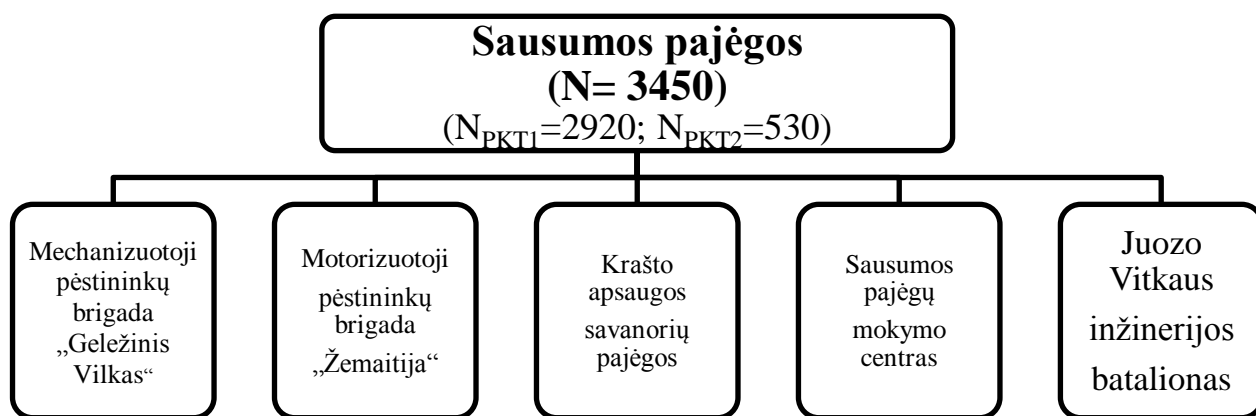 Sausumos pajėgos
(N= 3450)
(NPKT1=2920; NPKT2=530)
Mechanizuotoji
pėstininkų
brigada
„Geležinis
Vilkas“
Motorizuotoji
pėstininkų
brigada
„Žemaitija“
Krašto
apsaugos
savanorių
pajėgos
Sausumos
pajėgų
mokymo
centras
Juozo
Vitkaus
inžinerijos
batalionas